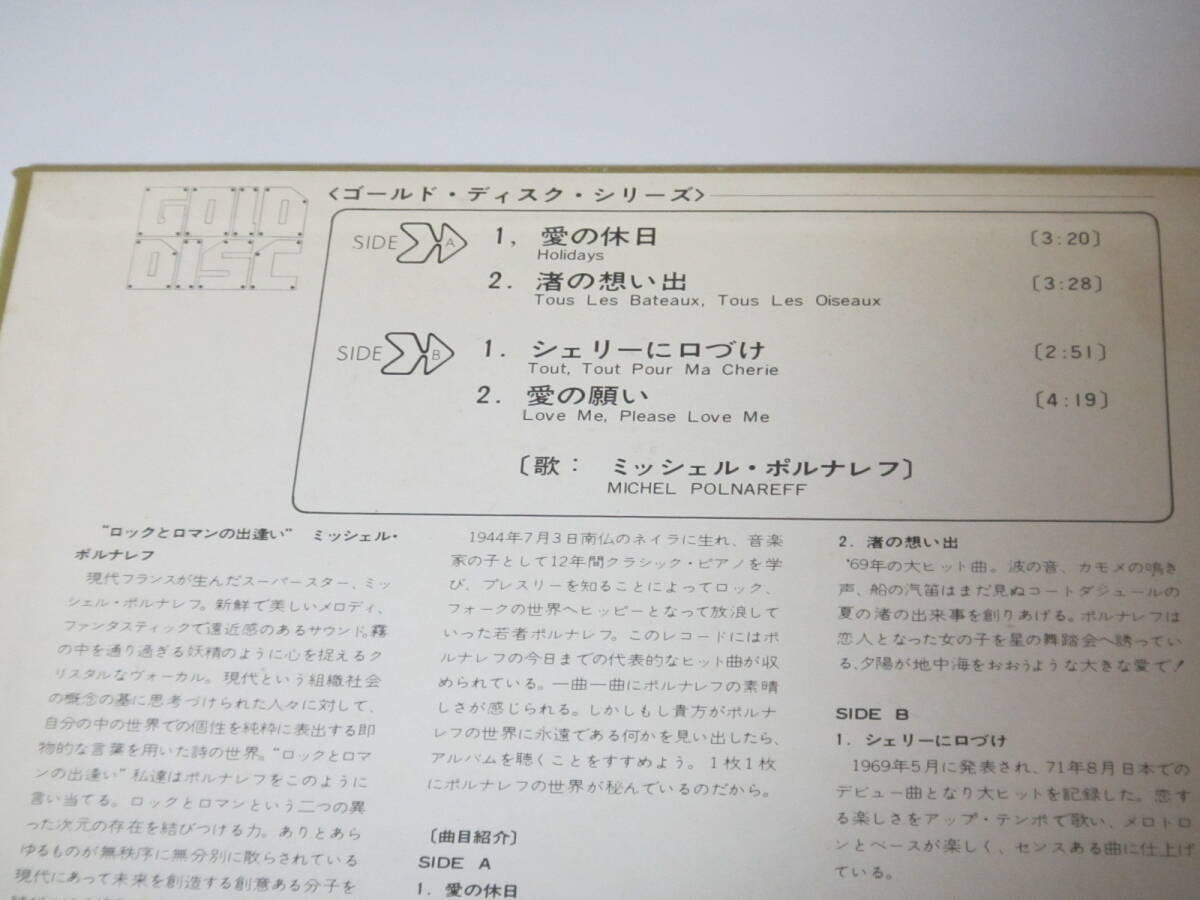 GOLD
DISC
〈ゴールド・ディスク・シリーズ〉
SIDE A
1. 愛の休日 〔3:20〕
Holidays
2. 渚の想い出 〔3:28〕
Tous Les Bateaux, Tous Les Oiseaux
SIDE B
1. シェリーに口づけ 〔2:51〕
Tout, Tout Pour Ma Cherie
2. 愛の願い 〔4:19〕
Love Me, Please Love Me
〔歌： ミッシェル・ポルナレフ〕
MICHEL POLNAREFF
“ロックとロマンの出逢い” ミッシェル・
ポルナレフ
現代フランスが生んだスーパースター、ミッ
シェル・ポルナレフ。新鮮で美しいメロディ、
ファンタスティックで遠近感のあるサウンド。霧
の中を通り過ぎる妖精のように心を捉えるク
リスタルなヴォーカル。現代という組織社会
の概念の基に思考づけられた人々に対して、
自分の中の世界での個性を純粋に表出する即
物的な言葉を用いた詩の世界。“ロックとロマ
ンの出逢い”私達はポルナレフをこのように
言い当てる。ロックとロマンという二つの異
った次元の存在を結びつける力。ありとあら
ゆるものが無秩序に無分別に散らされている
現代にあって未来を創造する創意ある分子を
1944年7月3日南仏のネイラに生れ、音楽
家の子として12年間クラシック・ピアノを学
び、プレスリーを知ることによってロック、
フォークの世界へヒッピーとなって放浪して
いった若者ポルナレフ。このレコードにはポ
ルナレフの今日までの代表的なヒット曲が収
められている。一曲一曲にポルナレフの素晴
しさが感じられる。しかしもし貴方がポルナ
レフの世界に永遠である何かを見い出したら、
アルバムを聴くことをすすめよう。1枚1枚
にポルナレフの世界が秘んでいるのだから。
〔曲目紹介〕
SIDE A
1. 愛の休日
2. 渚の想い出
'69年の大ヒット曲。波の音、カモメの鳴き
声、船の汽笛はまだ見ぬコートダジュールの
夏の渚の出来事を創りあげる。ポルナレフは
恋人となった女の子を星の舞踏会へ誘ってい
る。夕陽が地中海をおおうような大きな愛で！
SIDE B
1. シェリーに口づけ
1969年5月に発表され、71年8月日本での
デビュー曲となり大ヒットを記録した。恋す
る楽しさをアップ・テンポで歌い、メロトロ
ンとベースが楽しく、センスある曲に仕上げ
ている。